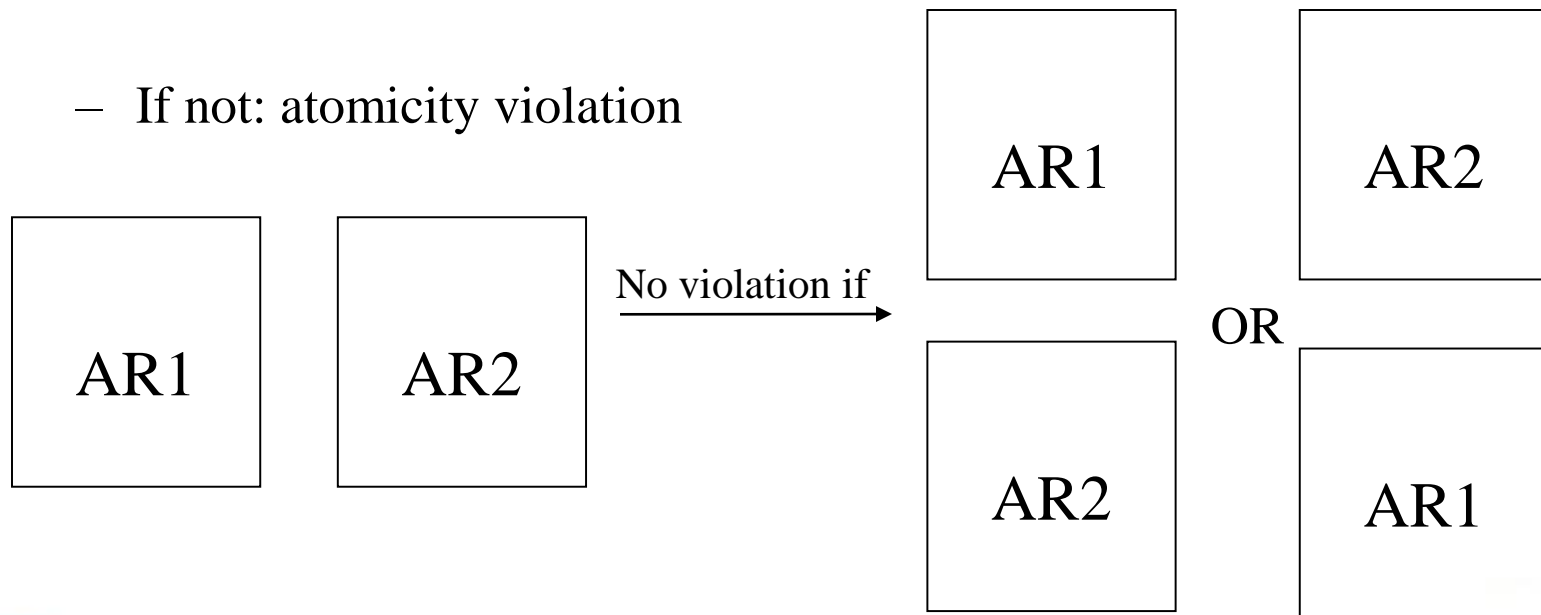 – If not: atomicity violation
AR1
AR2
No violation if
AR1
AR2
OR
AR2
AR1